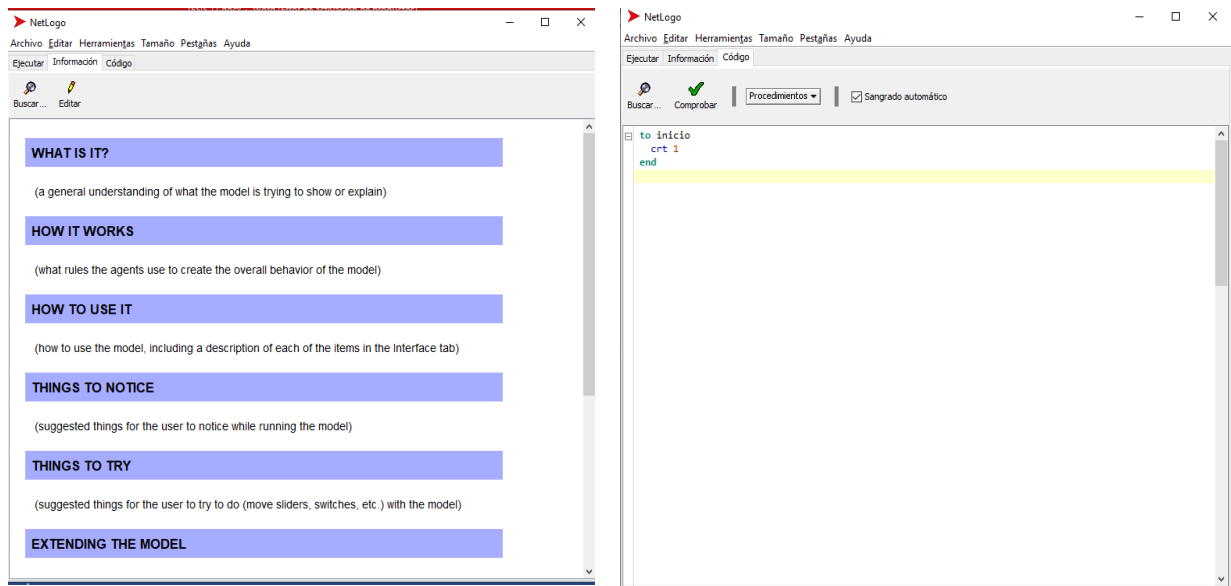 NetLogo
Archivo Editar Herramientas Tamaño Pestañas Ayuda
Ejecutar Información Código
Buscar... Editar
WHAT IS IT?
(a general understanding of what the model is trying to show or explain)
HOW IT WORKS
(what rules the agents use to create the overall behavior of the model)
HOW TO USE IT
(how to use the model, including a description of each of the items in the Interface tab)
THINGS TO NOTICE
(suggested things for the user to notice while running the model)
THINGS TO TRY
(suggested things for the user to try to do (move sliders, switches, etc.) with the model)
EXTENDING THE MODEL
NetLogo
Archivo Editar Herramientas Tamaño Pestañas Ayuda
Ejecutar Información Código
Buscar... Comprobar Procedimientos Sangrado automático
to inicio
crt 1
end